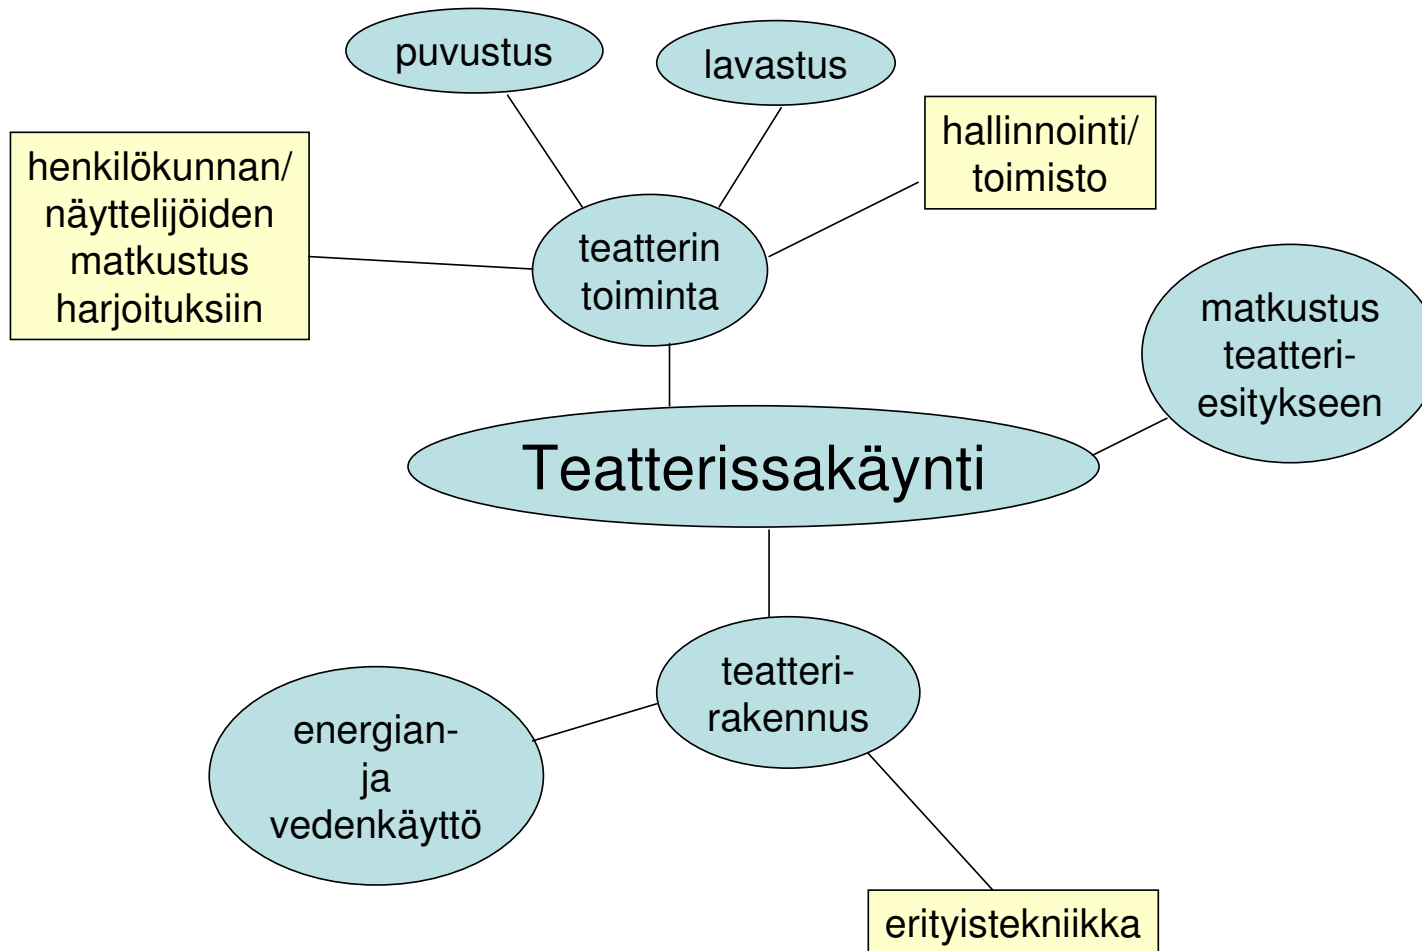 puvustus
lavastus
hallinnointi/
toimisto
henkilökunnan/
näyttelijöiden
matkustus
harjoituksiin
teatterin
toiminta
matkustus
teatteri-
esitykseen
Teatterissakäynti
teatteri-
rakennus
energian-
ja
vedenkäyttö
erityistekniikka